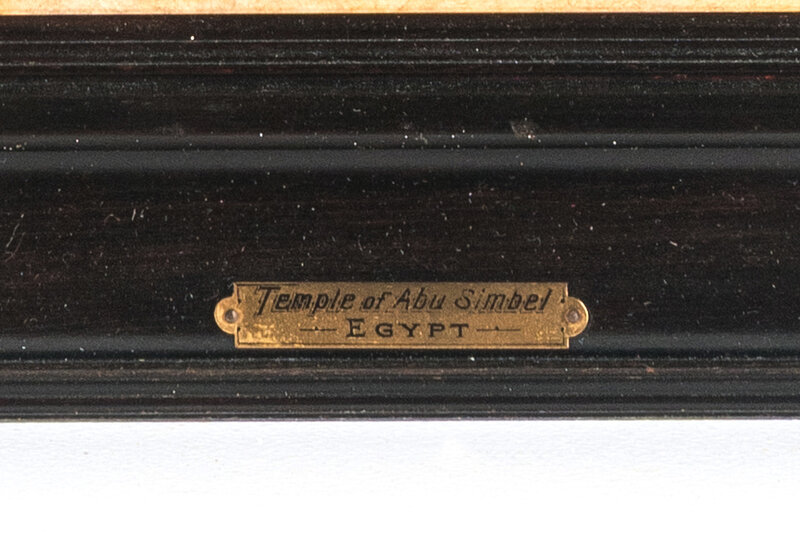 Temple of Abu Simbel
— EGYPT —